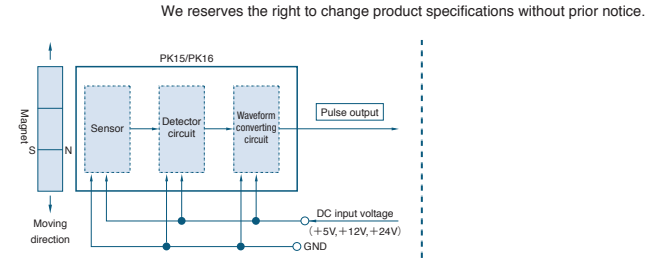 We reserves the right to change product specifications without prior notice.
PK15/PK16
Magnet
S
N
Sensor
Detector
circuit
Waveform
converting
circuit
Pulse output
Moving
direction
DC input voltage
(+5V,+12V,+24V)
GND